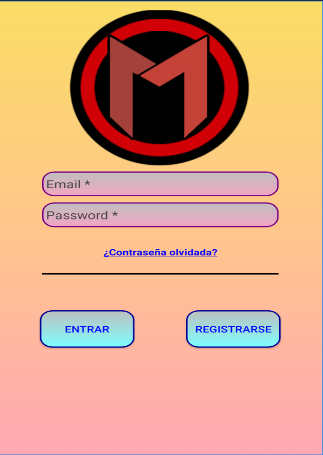 Email *
Password *
¿Contraseña olvidada?
ENTRAR
REGISTRARSE